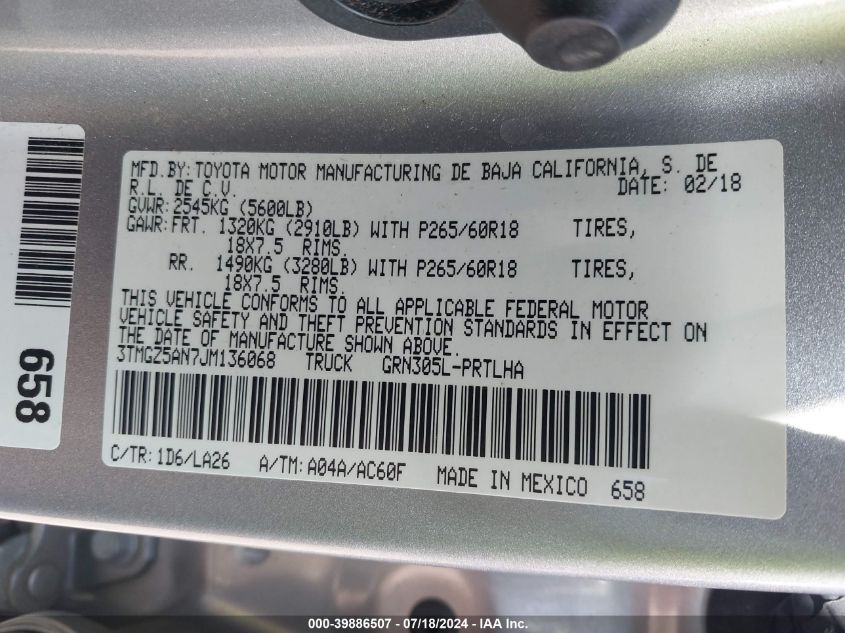 MFD.BY: TOYOTA MOTOR MANUFACTURING DE BAJA CALIFORNIA, S. DE
R.L. DE C.V. DATE: 02/18
GVWR: 2545KG (5600LB)
GAWR: FRT. 1320KG (2910LB) WITH P265/60R18 TIRES,
18X7.5 RIMS,
RR. 1490KG (3280LB) WITH P265/60R18 TIRES,
18X7.5 RIMS.
THIS VEHICLE CONFORMS TO ALL APPLICABLE FEDERAL MOTOR
VEHICLE SAFETY AND THEFT PREVENTION STANDARDS IN EFFECT ON
THE DATE OF MANUFACTURE SHOWN ABOVE.
3TMGZ5AN7JM136068 TRUCK GRN305L-PRTLHA
C/TR: 1D6/LA26 A/TM: A04A/AC60F MADE IN MEXICO 658
658
000-39886507 - 07/18/2024 - IAAI.COM